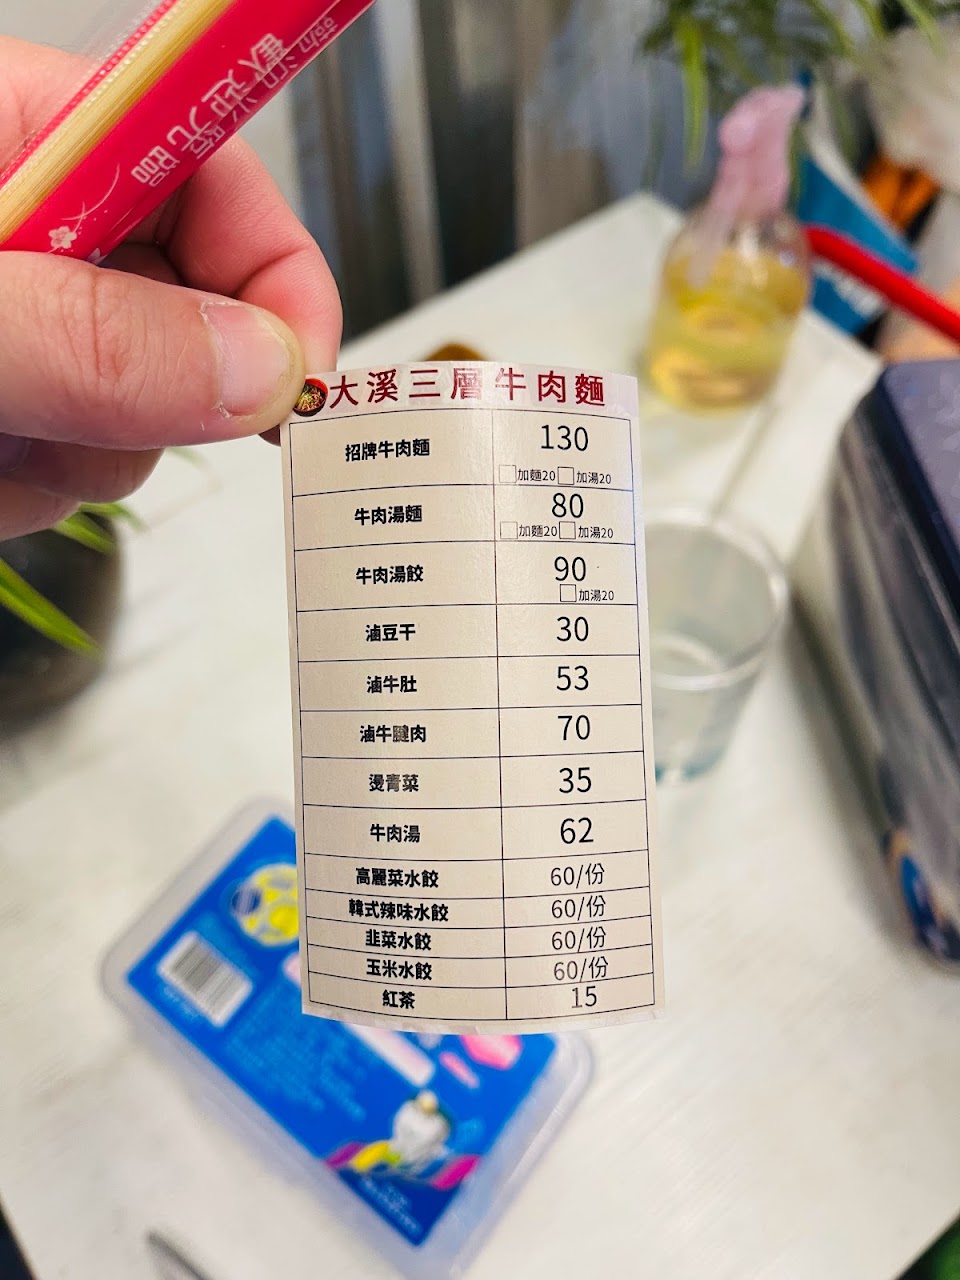 歡迎光臨
大溪三層牛肉麵
招牌牛肉麵 130
□加麵20 □加湯20
牛肉湯麵 80
□加麵20 □加湯20
牛肉湯餃 90
□加湯20
滷豆干 30
滷牛肚 53
滷牛腱肉 70
燙青菜 35
牛肉湯 62
高麗菜水餃 60/份
韓式辣味水餃 60/份
韭菜水餃 60/份
玉米水餃 60/份
紅茶 15